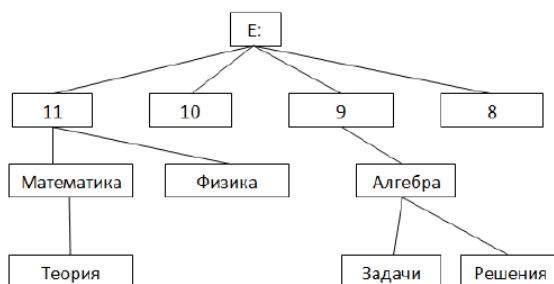 E:
11
10
9
8
Математика
Физика
Алгебра
Теория
Задачи
Решения